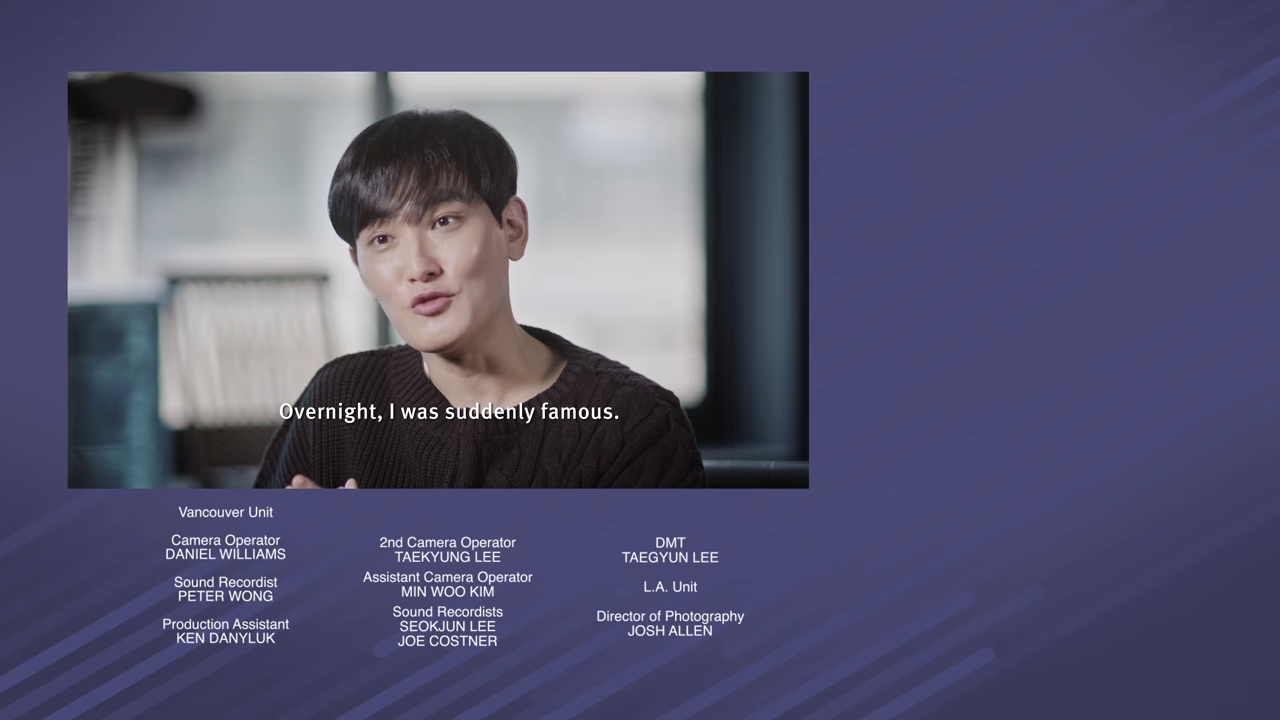 Overnight, I was suddenly famous.
Vancouver Unit
Camera Operator
DANIEL WILLIAMS
Sound Recordist
PETER WONG
Production Assistant
KEN DANYLUK
2nd Camera Operator
TAEKYUNG LEE
Assistant Camera Operator
MIN WOO KIM
Sound Recordists
SEOKJUN LEE
JOE COSTNER
DMT
TAEGYUN LEE
L.A. Unit
Director of Photography
JOSH ALLEN